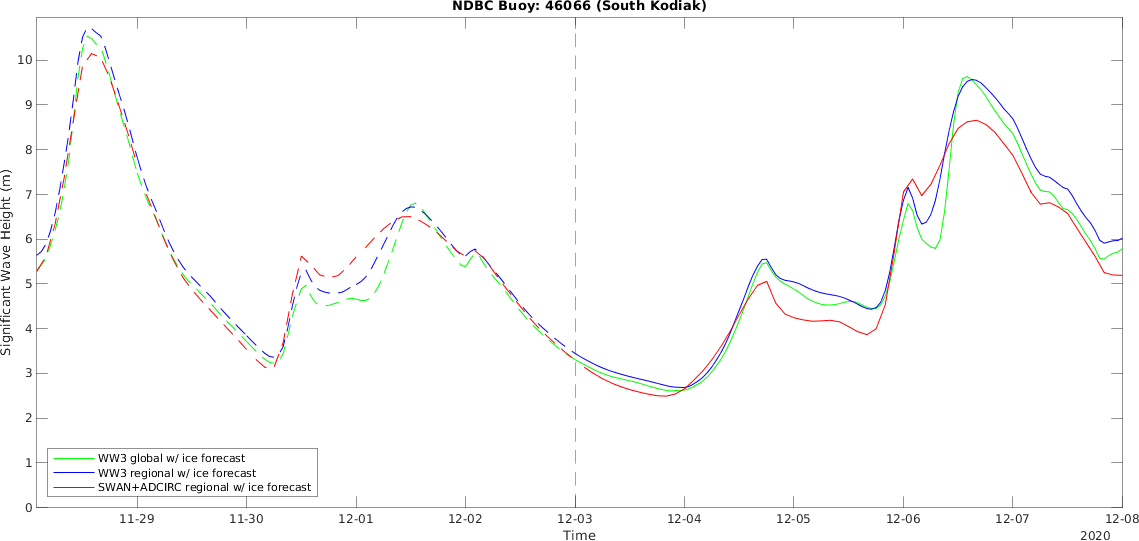 NDBC Buoy: 46066 (South Kodiak)
Significant Wave Height (m)
10
9
8
7
6
5
4
3
2
1
0
WW3 global w/ ice forecast
WW3 regional w/ ice forecast
SWAN+ADCIRC regional w/ ice forecast
11-29 11-30 12-01 12-02 12-03 12-04 12-05 12-06 12-07 12-08
Time
2020